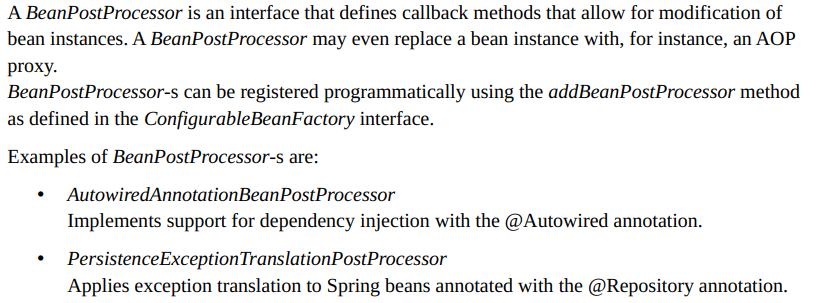 A BeanPostProcessor is an interface that defines callback methods that allow for modification of
bean instances. A BeanPostProcessor may even replace a bean instance with, for instance, an AOP
proxy.
BeanPostProcessor-s can be registered programmatically using the addBeanPostProcessor method
as defined in the ConfigurableBeanFactory interface.
Examples of BeanPostProcessor-s are:
• AutowiredAnnotationBeanPostProcessor
Implements support for dependency injection with the @Autowired annotation.
• PersistenceExceptionTranslationPostProcessor
Applies exception translation to Spring beans annotated with the @Repository annotation.